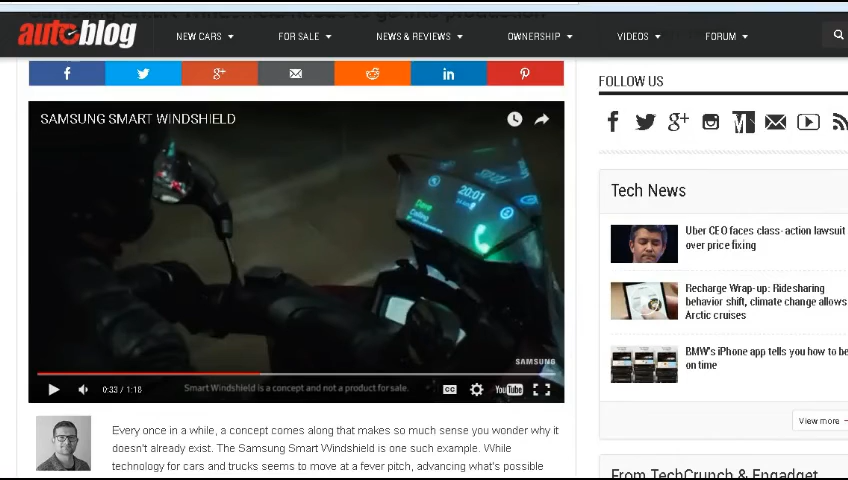 autoblog
NEW CARS
FOR SALE
NEWS & REVIEWS
OWNERSHIP
VIDEOS
FORUM
SAMSUNG SMART WINDSHIELD
20:01
Dave
Calling
SAMSUNG
0:33 / 1:18
Smart Windshield is a concept and not a product for sale.
CC
YouTube
Every once in a while, a concept comes along that makes so much sense you wonder why it
doesn't already exist. The Samsung Smart Windshield is one such example. While
technology for cars and trucks seems to move at a fever pitch, advancing what's possible
FOLLOW US
Tech News
Uber CEO faces class-action lawsuit
over price fixing
Recharge Wrap-up: Ridesharing
behavior shift, climate change allows
Arctic cruises
BMW's iPhone app tells you how to be
on time
View more
From TechCrunch & Engadget